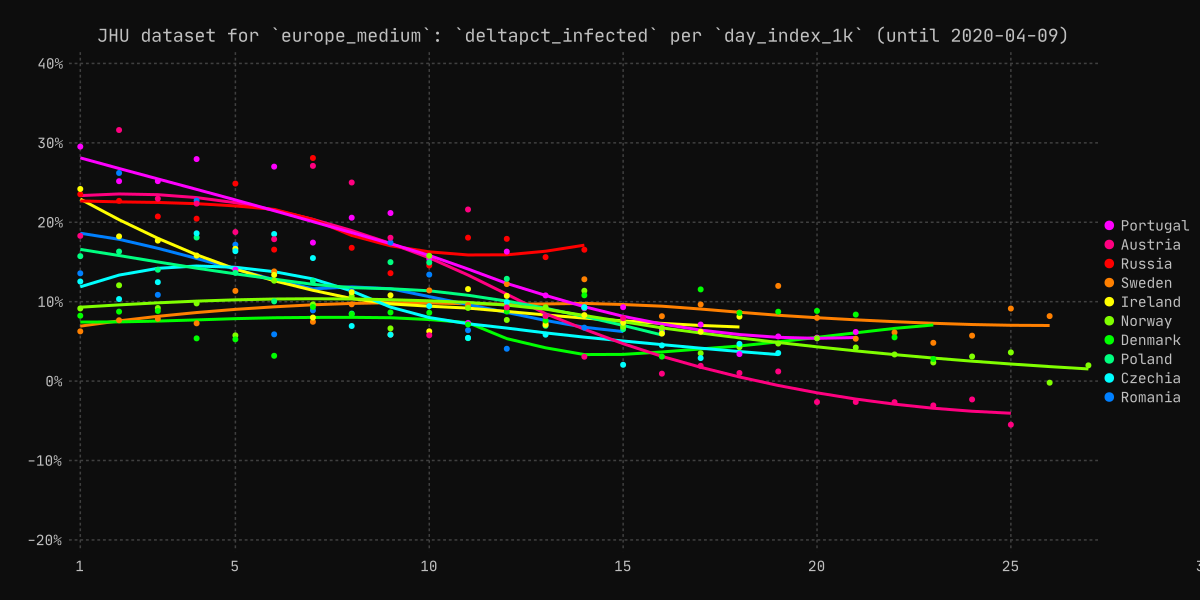 JHU dataset for `europe_medium`: `deltapct_infected` per `day_index_1k` (until 2020-04-09)
40%
30%
20%
10%
0%
-10%
-20%
1 5 10 15 20 25 3
Portugal
Austria
Russia
Sweden
Ireland
Norway
Denmark
Poland
Czechia
Romania